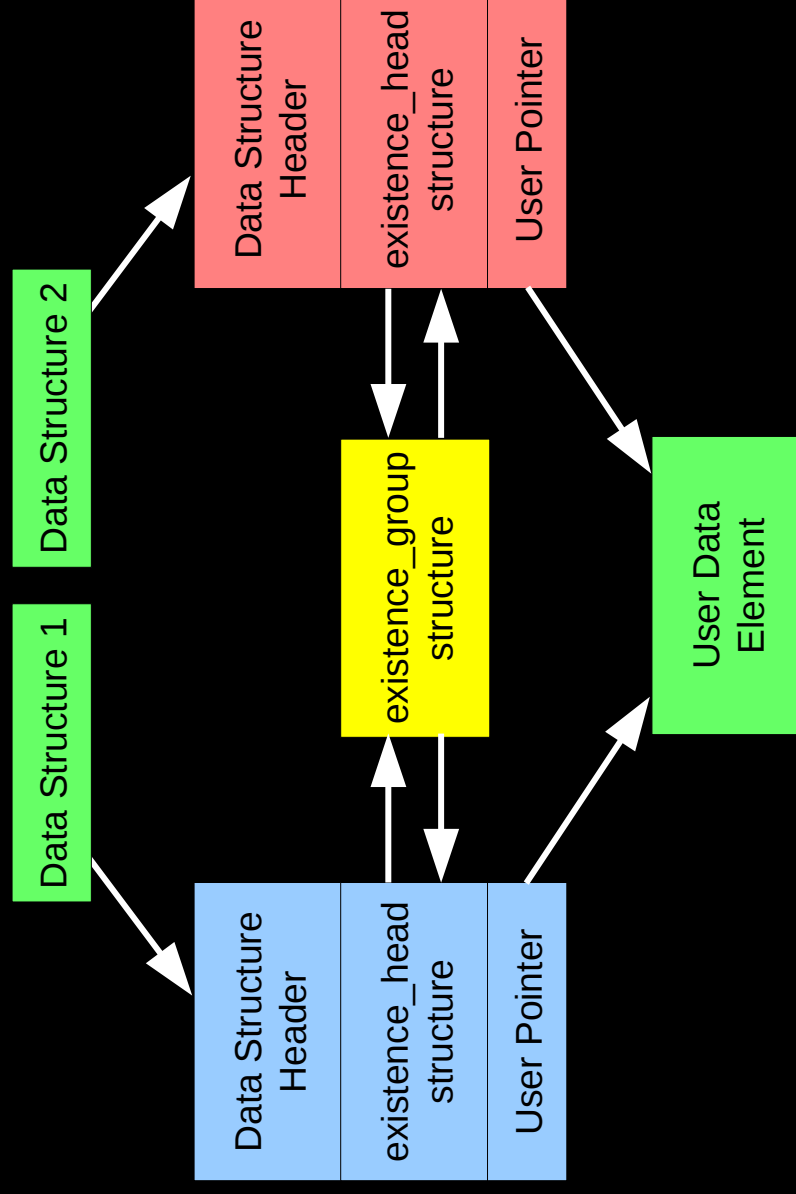 Data Structure 1
Data Structure 2
Data Structure
Header
existence_head
structure
User Pointer
existence_group
structure
Data Structure
Header
existence_head
structure
User Pointer
User Data
Element